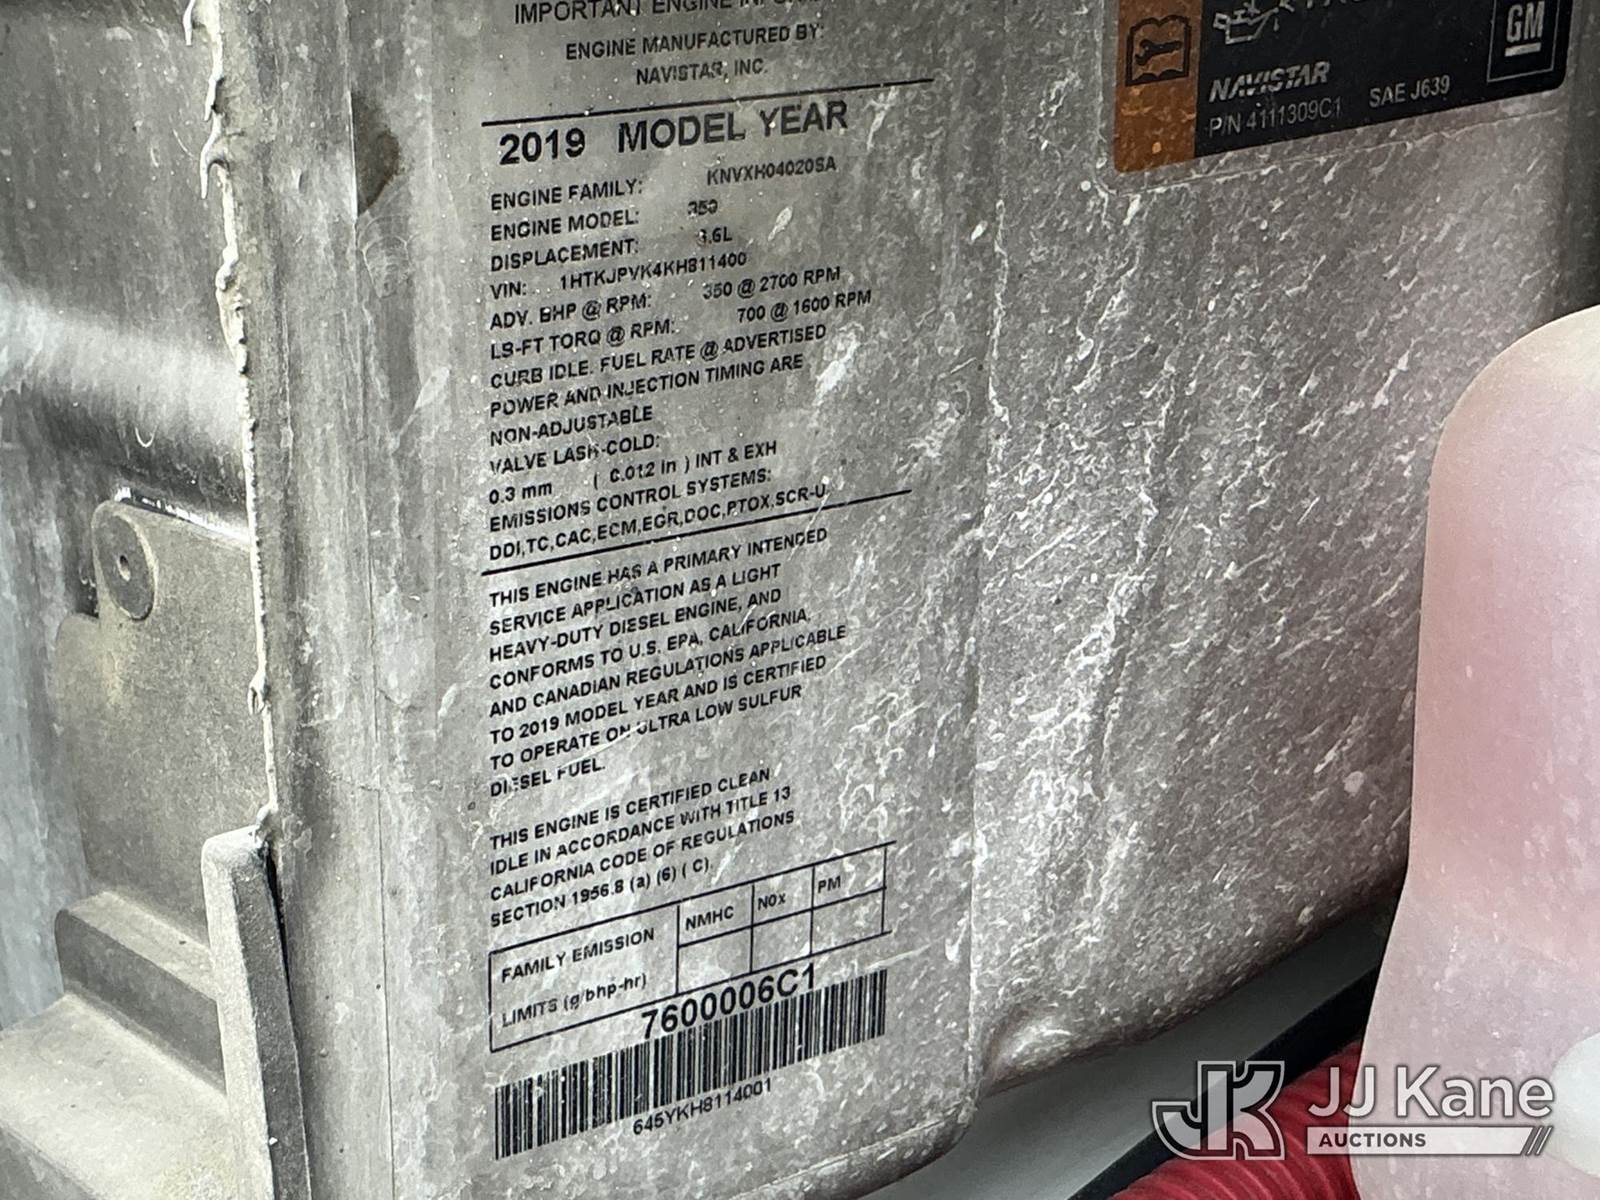 IMPORTANT ENGINE
ENGINE MANUFACTURED BY:
NAVISTAR, INC.
2019 MODEL YEAR
ENGINE FAMILY: KNVXH04020SA
ENGINE MODEL: 350
DISPLACEMENT: 6.6L
VIN: 1HTKJPVK4KH811400
ADV. BHP @ RPM: 350 @ 2700 RPM
LB-FT TORQ @ RPM: 700 @ 1600 RPM
CURB IDLE. FUEL RATE @ ADVERTISED
POWER AND INJECTION TIMING ARE
NON-ADJUSTABLE
VALVE LASH-COLD:
0.3 mm ( 0.012 in ) INT & EXH
EMISSIONS CONTROL SYSTEMS:
DDI,TC,CAC,ECM,EGR,DOC,PTOX,SCR-U
THIS ENGINE HAS A PRIMARY INTENDED
SERVICE APPLICATION AS A LIGHT
HEAVY-DUTY DIESEL ENGINE, AND
CONFORMS TO U.S. EPA, CALIFORNIA,
AND CANADIAN REGULATIONS APPLICABLE
TO 2019 MODEL YEAR AND IS CERTIFIED
TO OPERATE ON ULTRA LOW SULFUR
DIESEL FUEL.
THIS ENGINE IS CERTIFIED CLEAN
IDLE IN ACCORDANCE WITH TITLE 13
CALIFORNIA CODE OF REGULATIONS
SECTION 1956.8 (a) (6) ( C).
FAMILY EMISSION NMHC NOx PM
LIMITS (g/bhp-hr)
7600006C1
645YKH8114001
GM
NAVISTAR
P/N 4111309C1 SAE J639
JK JJ Kane
AUCTIONS